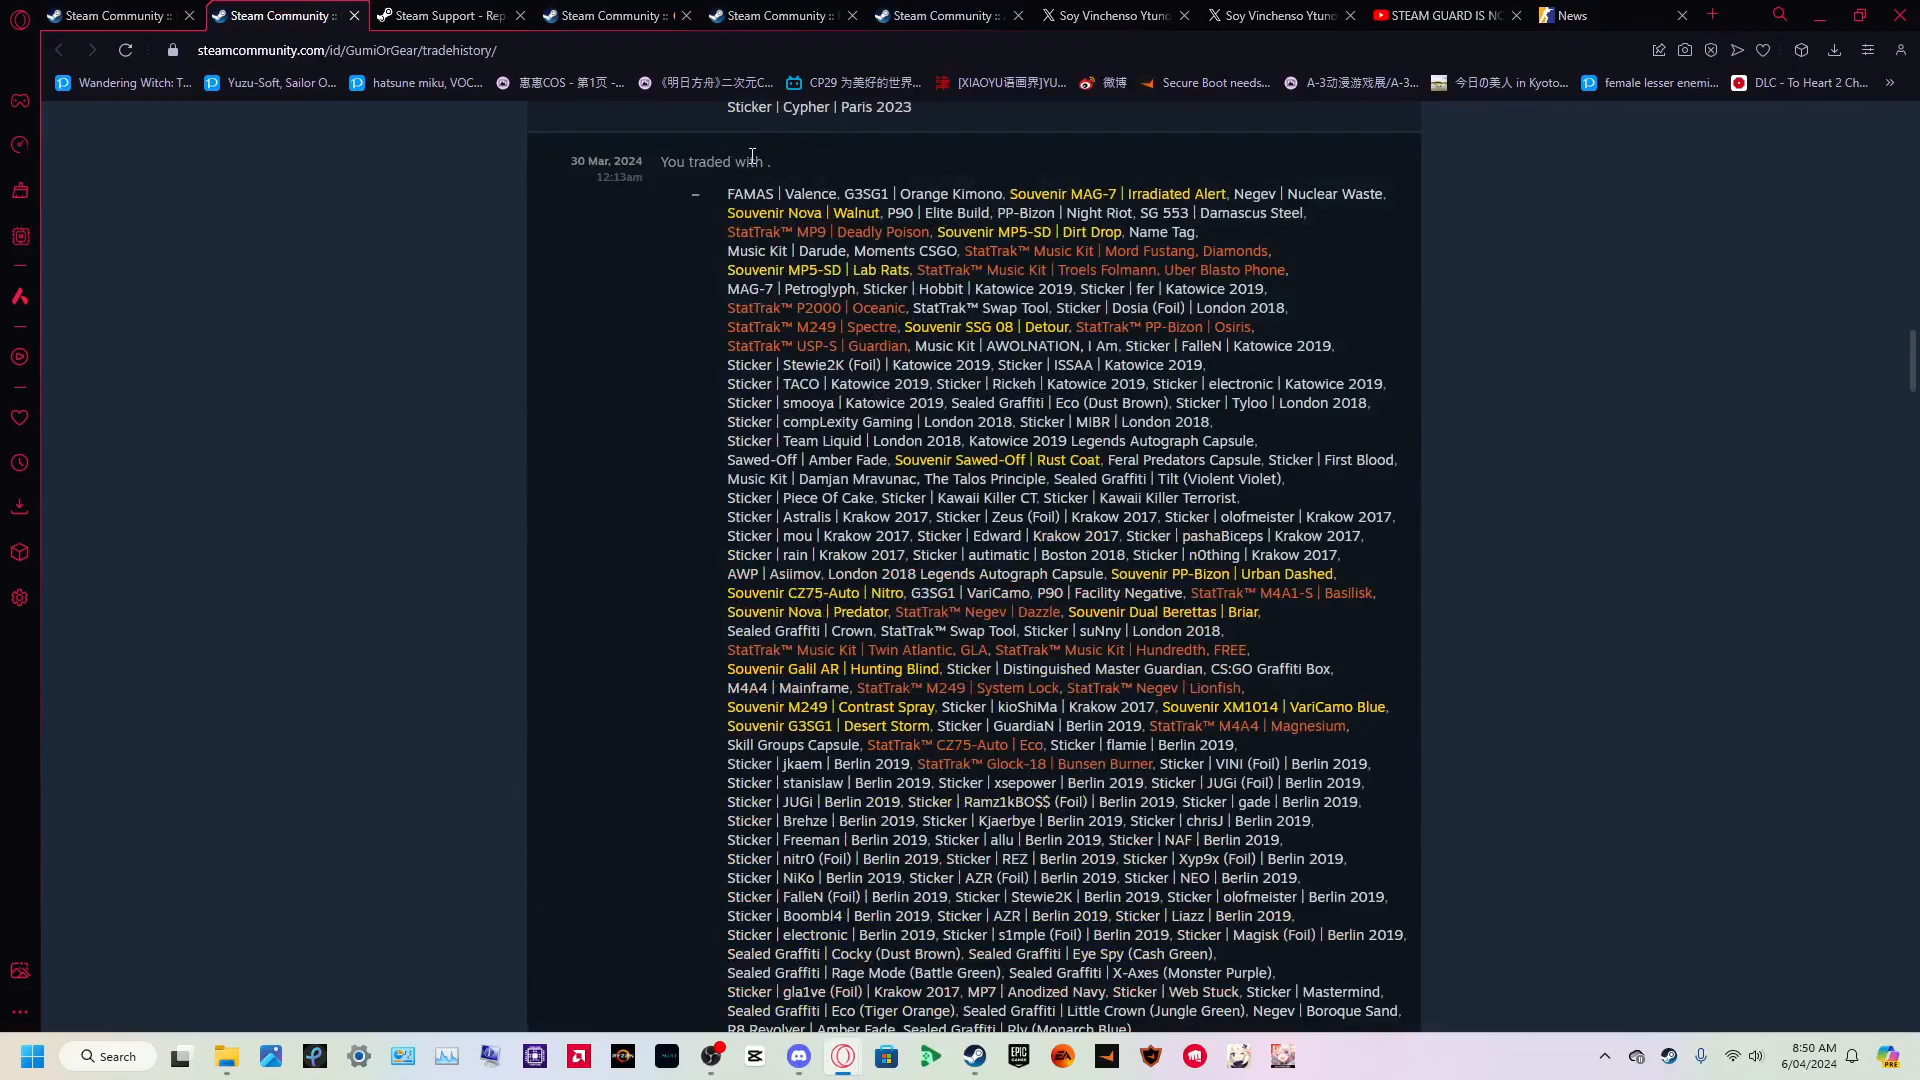 Steam Community ::
Steam Community ::
Steam Support - Rep
Steam Community ::
Steam Community ::
Steam Community ::
Soy Vinchenso Ytuno
Soy Vinchenso Ytuno
STEAM GUARD IS NO
News
steamcommunity.com/id/GumiOrGear/tradehistory/
Wandering Witch: T...
Yuzu-Soft, Sailor O...
hatsune miku, VOC...
惠惠COS - 第1页 -...
《明日方舟》二次元C...
CP29 为美好的世界...
[XIAOYU语画界]YU...
微博
Secure Boot needs...
A-3动漫游戏展/A-3...
今日の美人 in Kyoto...
female lesser enemi...
DLC - To Heart 2 Ch...
Sticker | Cypher | Paris 2023
30 Mar, 2024
12:13am
You traded with .
– FAMAS | Valence, G3SG1 | Orange Kimono, Souvenir MAG-7 | Irradiated Alert, Negev | Nuclear Waste,
Souvenir Nova | Walnut, P90 | Elite Build, PP-Bizon | Night Riot, SG 553 | Damascus Steel,
StatTrak™ MP9 | Deadly Poison, Souvenir MP5-SD | Dirt Drop, Name Tag,
Music Kit | Darude, Moments CSGO, StatTrak™ Music Kit | Mord Fustang, Diamonds,
Souvenir MP5-SD | Lab Rats, StatTrak™ Music Kit | Troels Folmann, Uber Blasto Phone,
MAG-7 | Petroglyph, Sticker | Hobbit | Katowice 2019, Sticker | fer | Katowice 2019,
StatTrak™ P2000 | Oceanic, StatTrak™ Swap Tool, Sticker | Dosia (Foil) | London 2018,
StatTrak™ M249 | Spectre, Souvenir SSG 08 | Detour, StatTrak™ PP-Bizon | Osiris,
StatTrak™ USP-S | Guardian, Music Kit | AWOLNATION, I Am, Sticker | FalleN | Katowice 2019,
Sticker | Stewie2K (Foil) | Katowice 2019, Sticker | ISSAA | Katowice 2019,
Sticker | TACO | Katowice 2019, Sticker | Rickeh | Katowice 2019, Sticker | electronic | Katowice 2019,
Sticker | smooya | Katowice 2019, Sealed Graffiti | Eco (Dust Brown), Sticker | Tyloo | London 2018,
Sticker | compLexity Gaming | London 2018, Sticker | MIBR | London 2018,
Sticker | Team Liquid | London 2018, Katowice 2019 Legends Autograph Capsule,
Sawed-Off | Amber Fade, Souvenir Sawed-Off | Rust Coat, Feral Predators Capsule, Sticker | First Blood,
Music Kit | Damjan Mravunac, The Talos Principle, Sealed Graffiti | Tilt (Violent Violet),
Sticker | Piece Of Cake, Sticker | Kawaii Killer CT, Sticker | Kawaii Killer Terrorist,
Sticker | Astralis | Krakow 2017, Sticker | Zeus (Foil) | Krakow 2017, Sticker | olofmeister | Krakow 2017,
Sticker | mou | Krakow 2017, Sticker | Edward | Krakow 2017, Sticker | pashaBiceps | Krakow 2017,
Sticker | rain | Krakow 2017, Sticker | autimatic | Boston 2018, Sticker | n0thing | Krakow 2017,
AWP | Asiimov, London 2018 Legends Autograph Capsule, Souvenir PP-Bizon | Urban Dashed,
Souvenir CZ75-Auto | Nitro, G3SG1 | VariCamo, P90 | Facility Negative, StatTrak™ M4A1-S | Basilisk,
Souvenir Nova | Predator, StatTrak™ Negev | Dazzle, Souvenir Dual Berettas | Briar,
Sealed Graffiti | Crown, StatTrak™ Swap Tool, Sticker | suNny | London 2018,
StatTrak™ Music Kit | Twin Atlantic, GLA, StatTrak™ Music Kit | Hundredth, FREE,
Souvenir Galil AR | Hunting Blind, Sticker | Distinguished Master Guardian, CS:GO Graffiti Box,
M4A4 | Mainframe, StatTrak™ M249 | System Lock, StatTrak™ Negev | Lionfish,
Souvenir M249 | Contrast Spray, Sticker | kioShiMa | Krakow 2017, Souvenir XM1014 | VariCamo Blue,
Souvenir G3SG1 | Desert Storm, Sticker | GuardiaN | Berlin 2019, StatTrak™ M4A4 | Magnesium,
Skill Groups Capsule, StatTrak™ CZ75-Auto | Eco, Sticker | flamie | Berlin 2019,
Sticker | jkaem | Berlin 2019, StatTrak™ Glock-18 | Bunsen Burner, Sticker | VINI (Foil) | Berlin 2019,
Sticker | stanislaw | Berlin 2019, Sticker | xsepower | Berlin 2019, Sticker | JUGi (Foil) | Berlin 2019,
Sticker | JUGi | Berlin 2019, Sticker | Ramz1kBO$$ (Foil) | Berlin 2019, Sticker | gade | Berlin 2019,
Sticker | Brehze | Berlin 2019, Sticker | Kjaerbye | Berlin 2019, Sticker | chrisJ | Berlin 2019,
Sticker | Freeman | Berlin 2019, Sticker | allu | Berlin 2019, Sticker | NAF | Berlin 2019,
Sticker | nitr0 (Foil) | Berlin 2019, Sticker | REZ | Berlin 2019, Sticker | Xyp9x (Foil) | Berlin 2019,
Sticker | NiKo | Berlin 2019, Sticker | AZR (Foil) | Berlin 2019, Sticker | NEO | Berlin 2019,
Sticker | FalleN (Foil) | Berlin 2019, Sticker | Stewie2K | Berlin 2019, Sticker | olofmeister | Berlin 2019,
Sticker | Boombl4 | Berlin 2019, Sticker | AZR | Berlin 2019, Sticker | Liazz | Berlin 2019,
Sticker | electronic | Berlin 2019, Sticker | s1mple (Foil) | Berlin 2019, Sticker | Magisk (Foil) | Berlin 2019,
Sealed Graffiti | Cocky (Dust Brown), Sealed Graffiti | Eye Spy (Cash Green),
Sealed Graffiti | Rage Mode (Battle Green), Sealed Graffiti | X-Axes (Monster Purple),
Sticker | gla1ve (Foil) | Krakow 2017, MP7 | Anodized Navy, Sticker | Web Stuck, Sticker | Mastermind,
Sealed Graffiti | Eco (Tiger Orange), Sealed Graffiti | Little Crown (Jungle Green), Negev | Boroque Sand,
R8 Revolver | Amber Fade, Sealed Graffiti | Rly (Monarch Blue)
Search
8:50 AM
6/04/2024